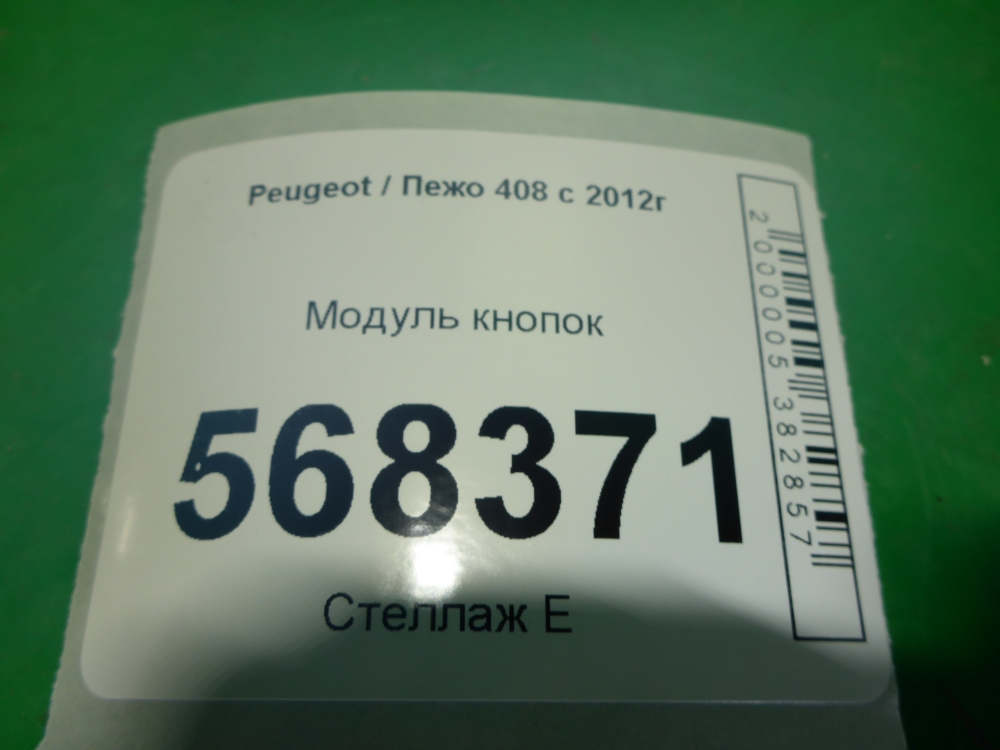 Peugeot / Пежо 408 с 2012г
Модуль кнопок
568371
Стеллаж Е
2000005382857